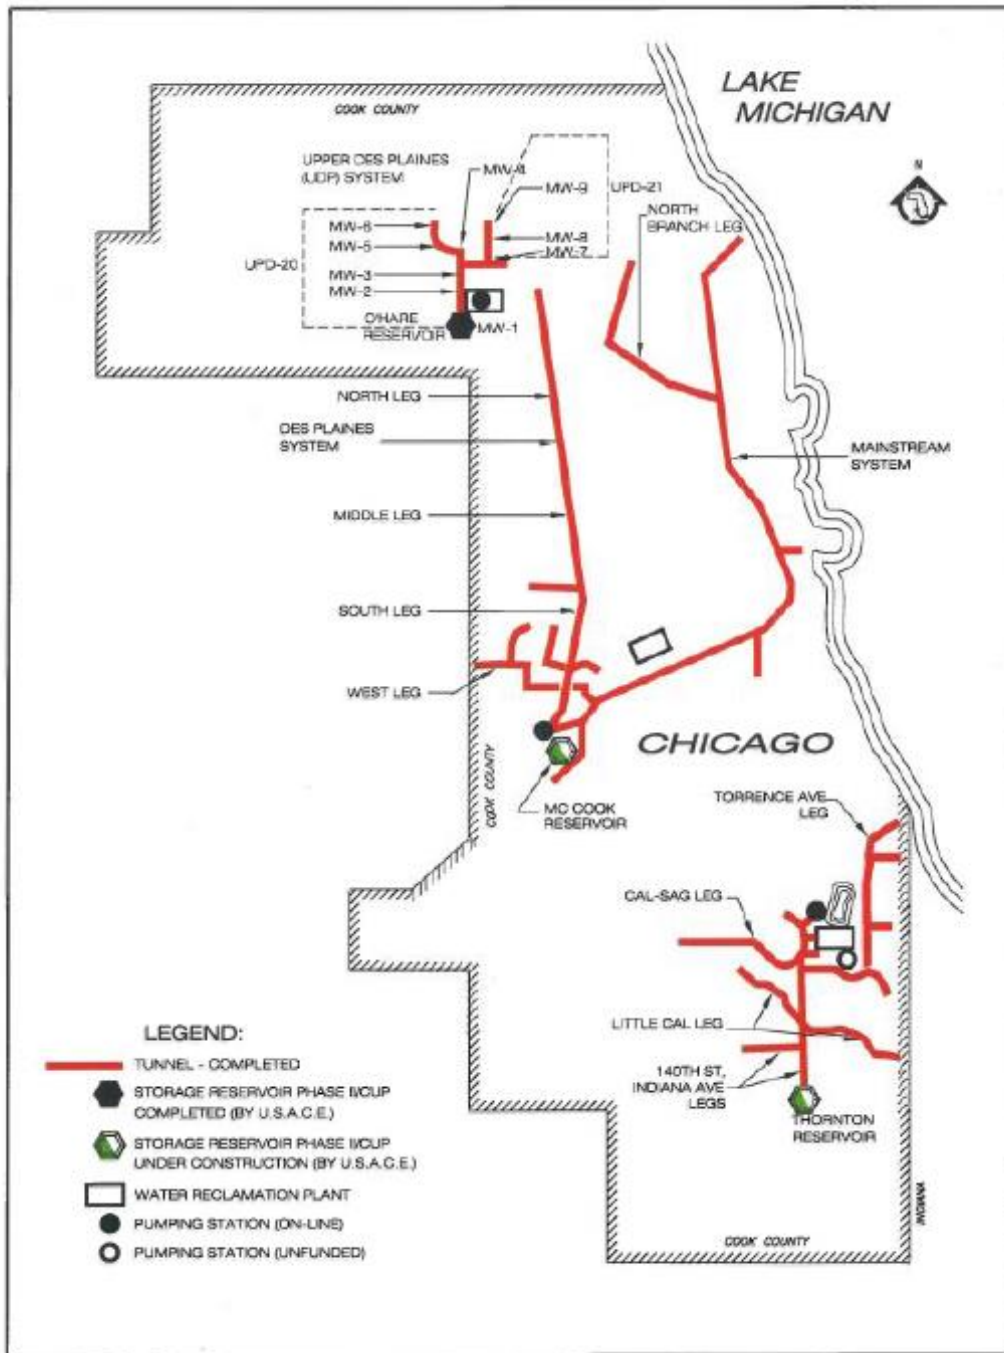 LAKE
MICHIGAN
COOK COUNTY
N
UPPER DES PLAINES
(UDP) SYSTEM
MW-4
MW-9
UPD-21
NORTH
BRANCH LEG
MW-6
MW-5
MW-8
MW-7
UPD-20
MW-3
MW-2
O'HARE
RESERVOIR
MW-1
NORTH LEG
DES PLAINES
SYSTEM
MAINSTREAM
SYSTEM
MIDDLE LEG
SOUTH LEG
WEST LEG
CHICAGO
COOK COUNTY
MC COOK
RESERVOIR
TORRENCE AVE
LEG
CAL-SAG LEG
LITTLE CAL LEG
140TH ST,
INDIANA AVE
LEGS
THORNTON
RESERVOIR
LEGEND:
TUNNEL - COMPLETED
STORAGE RESERVOIR PHASE II/CUP
COMPLETED (BY U.S.A.C.E.)
STORAGE RESERVOIR PHASE II/CUP
UNDER CONSTRUCTION (BY U.S.A.C.E.)
WATER RECLAMATION PLANT
PUMPING STATION (ON-LINE)
PUMPING STATION (UNFUNDED)
INDIANA
COOK COUNTY